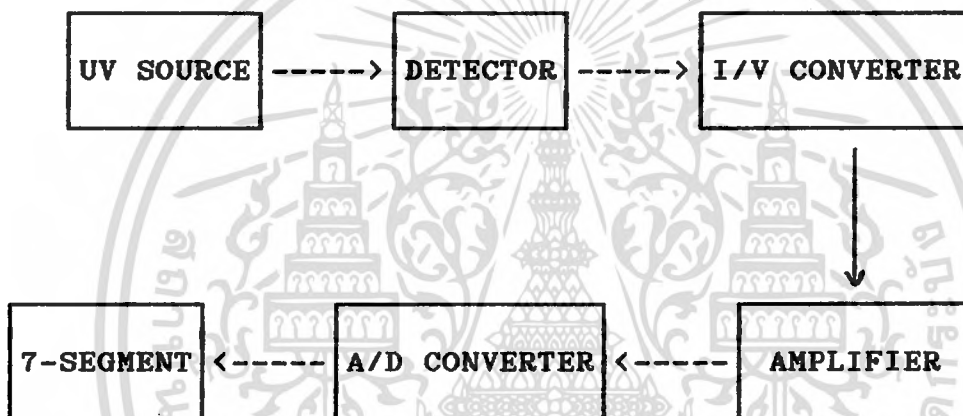 UV SOURCE -----> DETECTOR -----> I/V CONVERTER
7-SEGMENT <----- A/D CONVERTER <----- AMPLIFIER